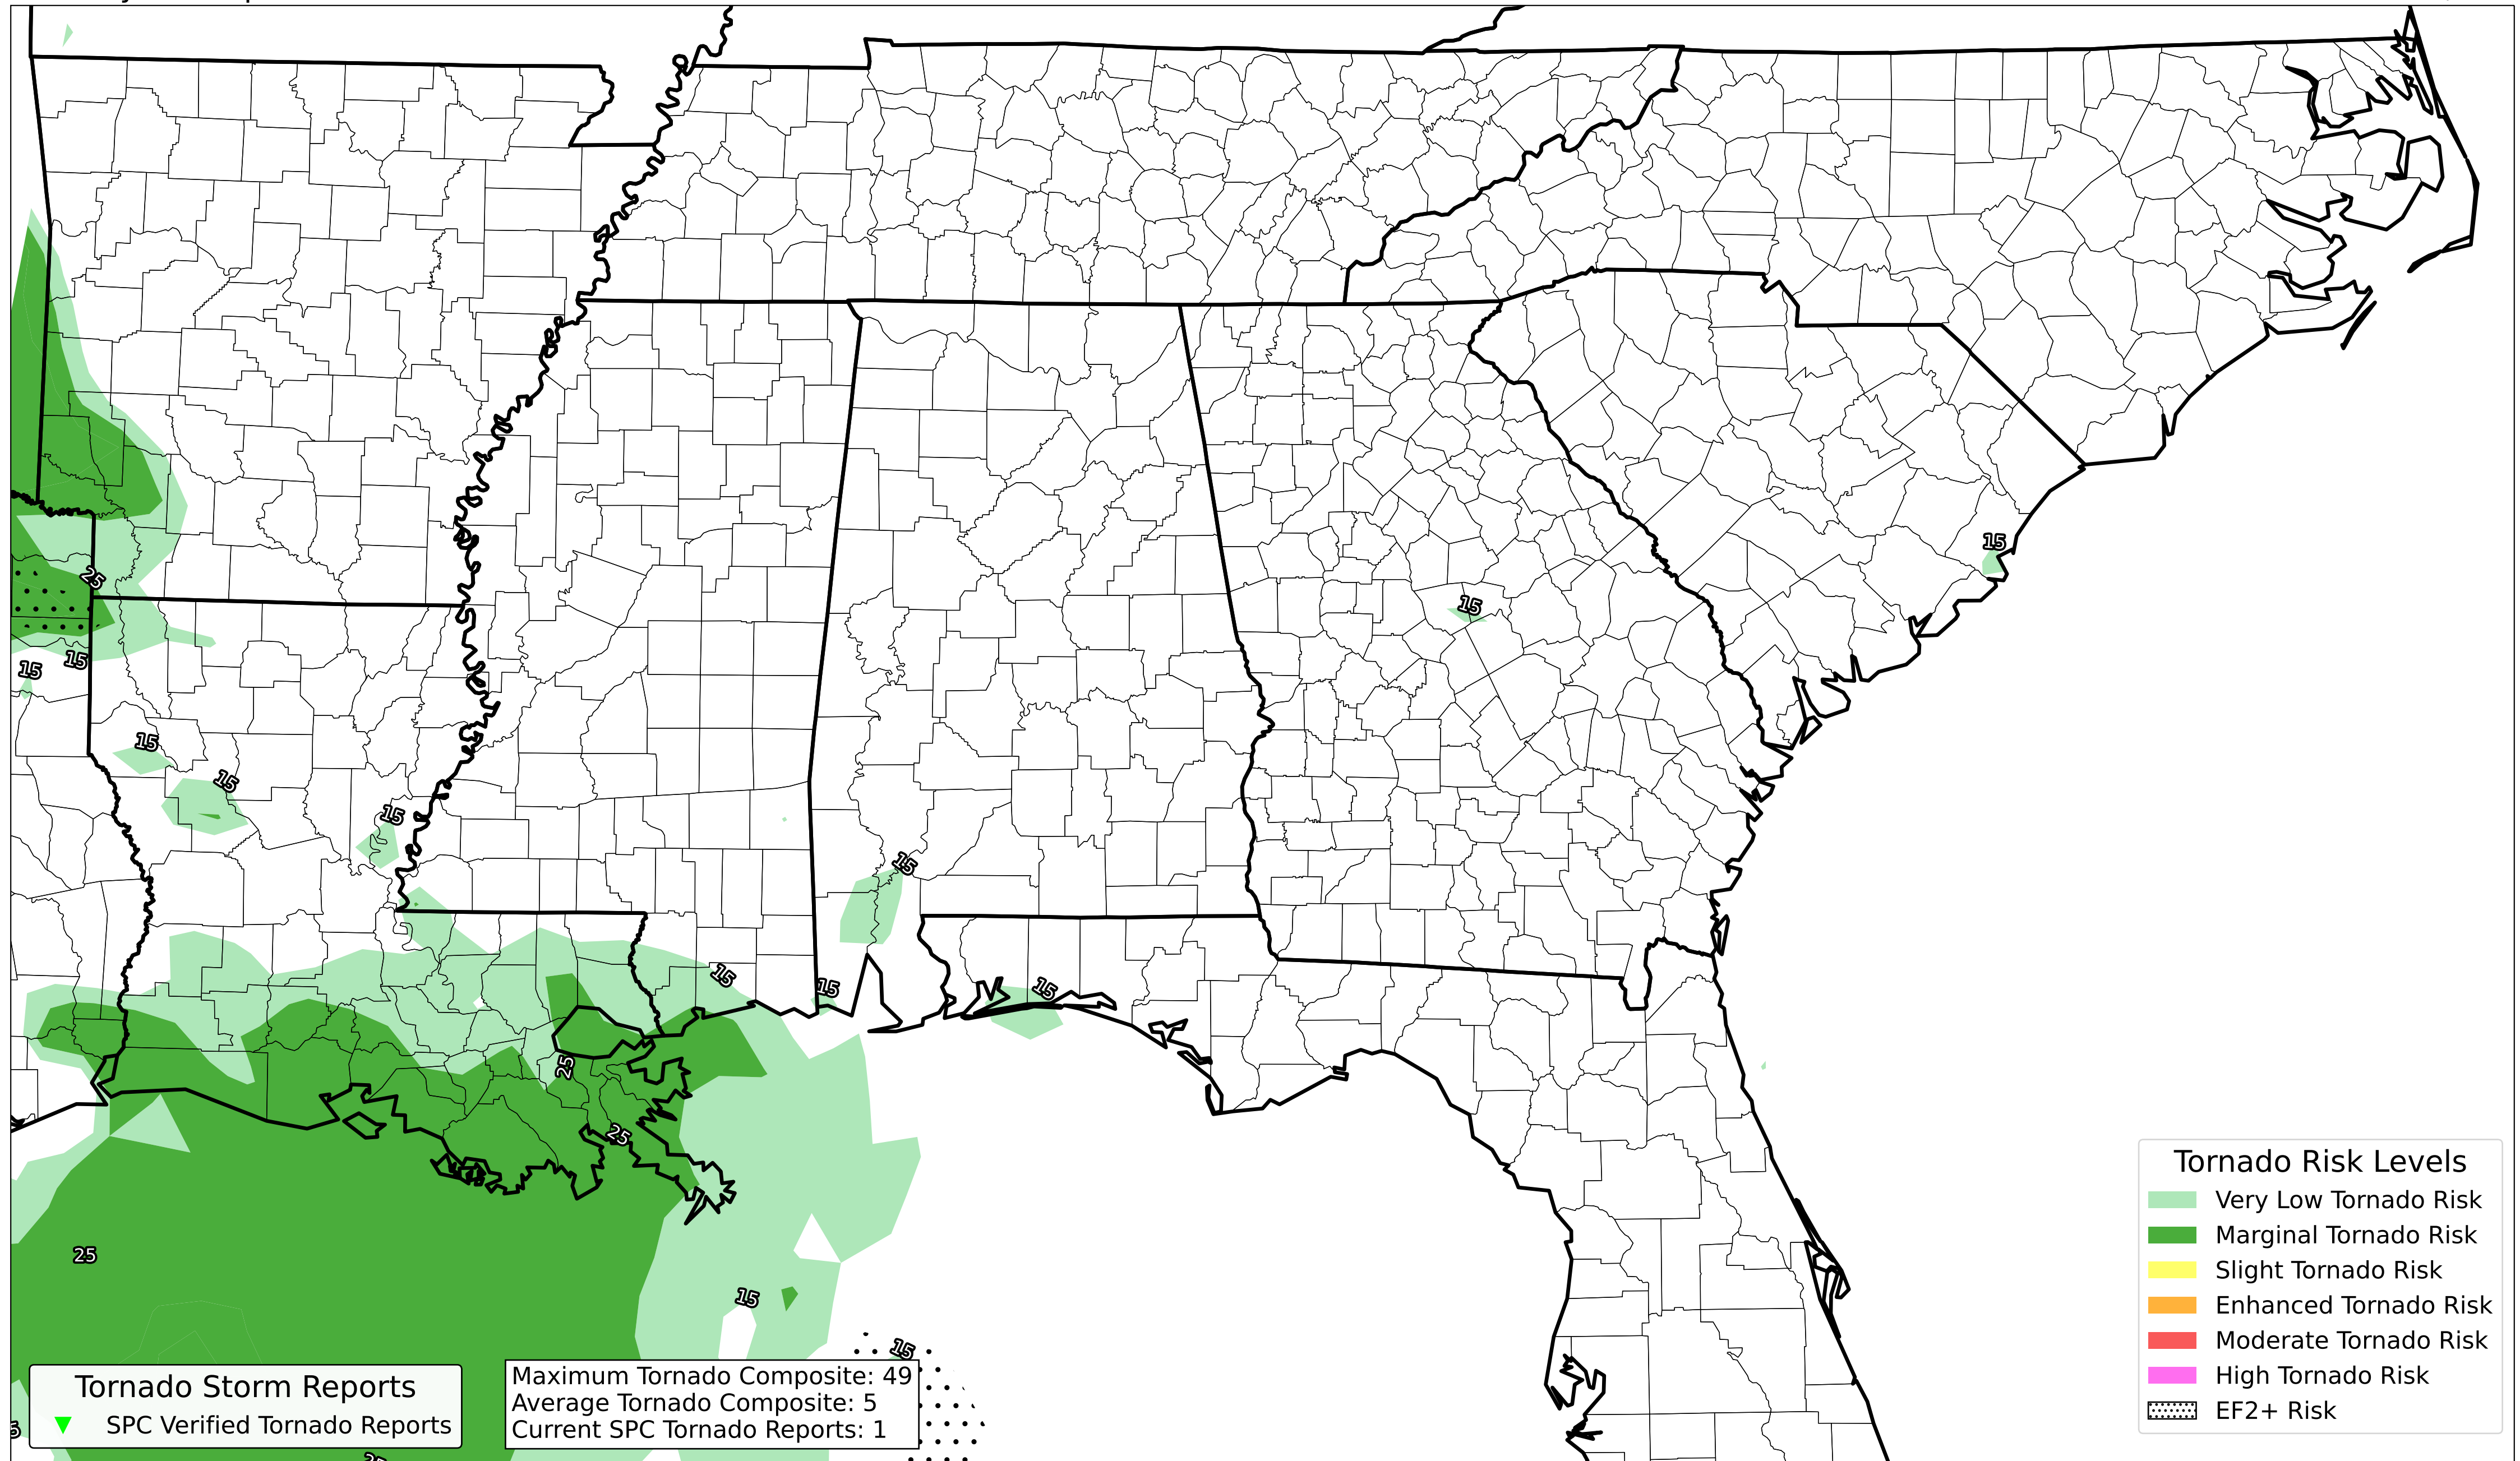 15
15
25
15
15
15
15
15
15
15
15
15
25
25
25
15
15
Tornado Risk Levels
Very Low Tornado Risk
Marginal Tornado Risk
Slight Tornado Risk
Enhanced Tornado Risk
Moderate Tornado Risk
High Tornado Risk
EF2+ Risk
Tornado Storm Reports
SPC Verified Tornado Reports
Maximum Tornado Composite: 49
Average Tornado Composite: 5
Current SPC Tornado Reports: 1